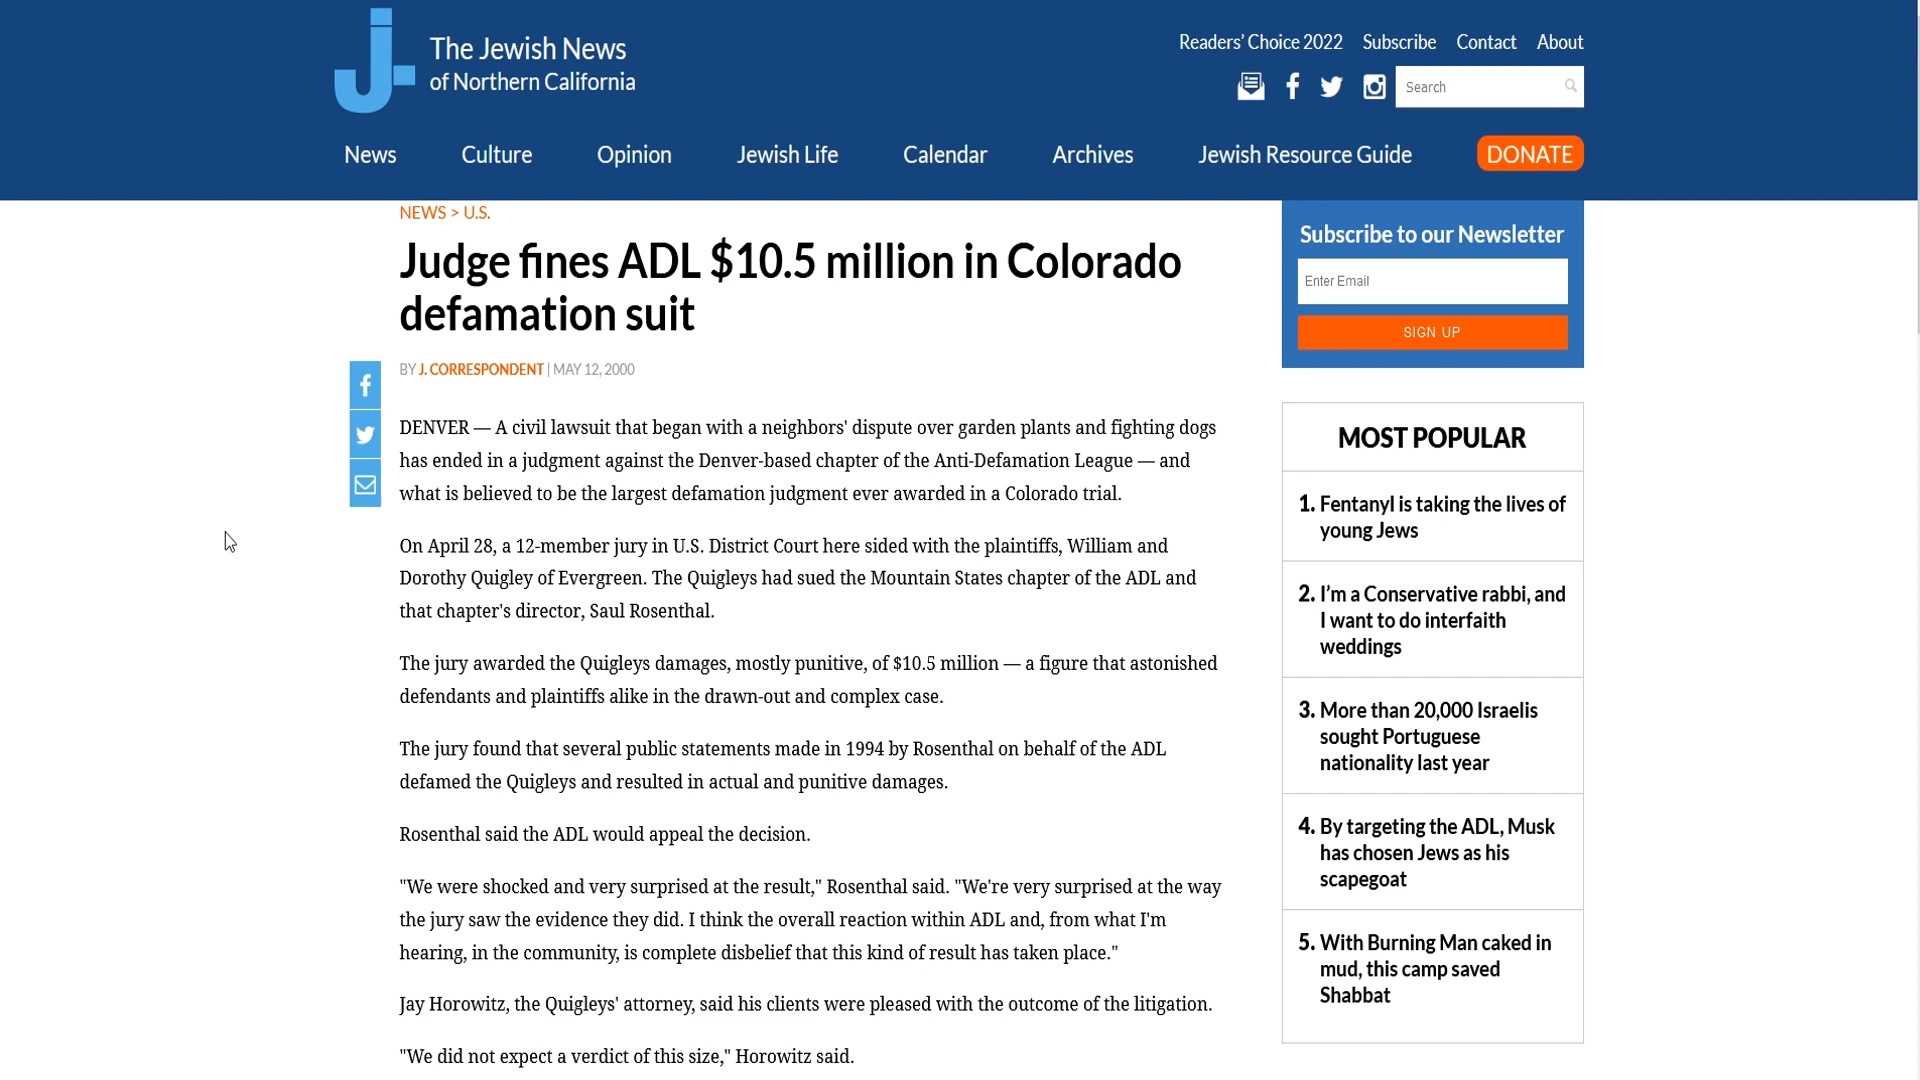 J.
The Jewish News
of Northern California
Readers' Choice 2022 Subscribe Contact About
Search
News Culture Opinion Jewish Life Calendar Archives Jewish Resource Guide DONATE
NEWS > U.S.
Judge fines ADL $10.5 million in Colorado
defamation suit
BY J. CORRESPONDENT | MAY 12, 2000
DENVER — A civil lawsuit that began with a neighbors' dispute over garden plants and fighting dogs
has ended in a judgment against the Denver-based chapter of the Anti-Defamation League — and
what is believed to be the largest defamation judgment ever awarded in a Colorado trial.
On April 28, a 12-member jury in U.S. District Court here sided with the plaintiffs, William and
Dorothy Quigley of Evergreen. The Quigleys had sued the Mountain States chapter of the ADL and
that chapter's director, Saul Rosenthal.
The jury awarded the Quigleys damages, mostly punitive, of $10.5 million — a figure that astonished
defendants and plaintiffs alike in the drawn-out and complex case.
The jury found that several public statements made in 1994 by Rosenthal on behalf of the ADL
defamed the Quigleys and resulted in actual and punitive damages.
Rosenthal said the ADL would appeal the decision.
"We were shocked and very surprised at the result," Rosenthal said. "We're very surprised at the way
the jury saw the evidence they did. I think the overall reaction within ADL and, from what I'm
hearing, in the community, is complete disbelief that this kind of result has taken place."
Jay Horowitz, the Quigleys' attorney, said his clients were pleased with the outcome of the litigation.
"We did not expect a verdict of this size," Horowitz said.
Subscribe to our Newsletter
Enter Email
SIGN UP
MOST POPULAR
1. Fentanyl is taking the lives of
young Jews
2. I’m a Conservative rabbi, and
I want to do interfaith
weddings
3. More than 20,000 Israelis
sought Portuguese
nationality last year
4. By targeting the ADL, Musk
has chosen Jews as his
scapegoat
5. With Burning Man caked in
mud, this camp saved
Shabbat